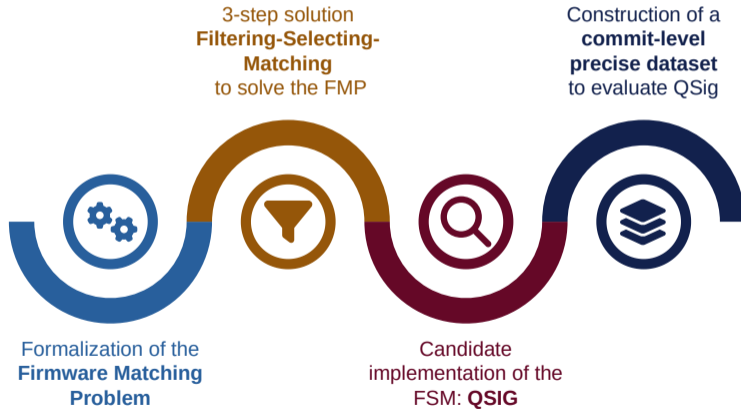 3-step solution
Filtering-Selecting-
Matching
to solve the FMP
Construction of a
commit-level
precise dataset
to evaluate QSig
Formalization of the
Firmware Matching
Problem
Candidate
implementation of the
FSM: QSIG